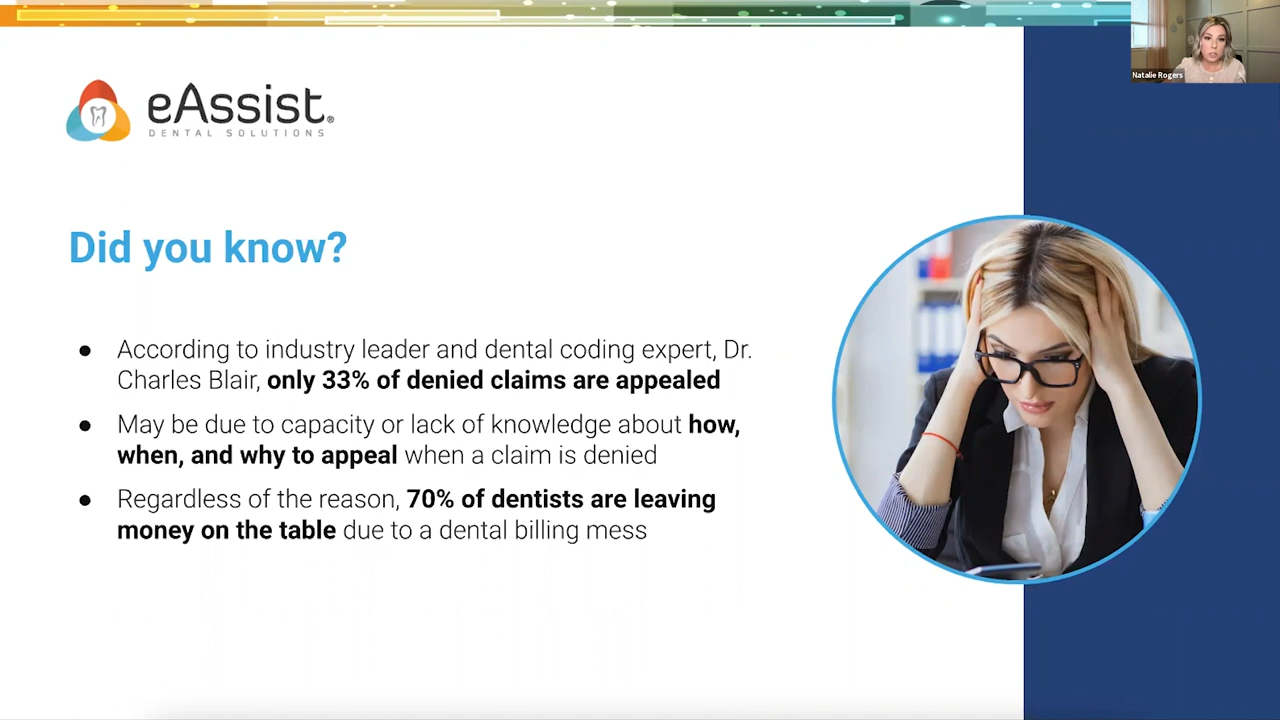 Natalie Rogers
eAssist®
DENTAL SOLUTIONS
Did you know?
● According to industry leader and dental coding expert, Dr.
Charles Blair, only 33% of denied claims are appealed
● May be due to capacity or lack of knowledge about how,
when, and why to appeal when a claim is denied
● Regardless of the reason, 70% of dentists are leaving
money on the table due to a dental billing mess